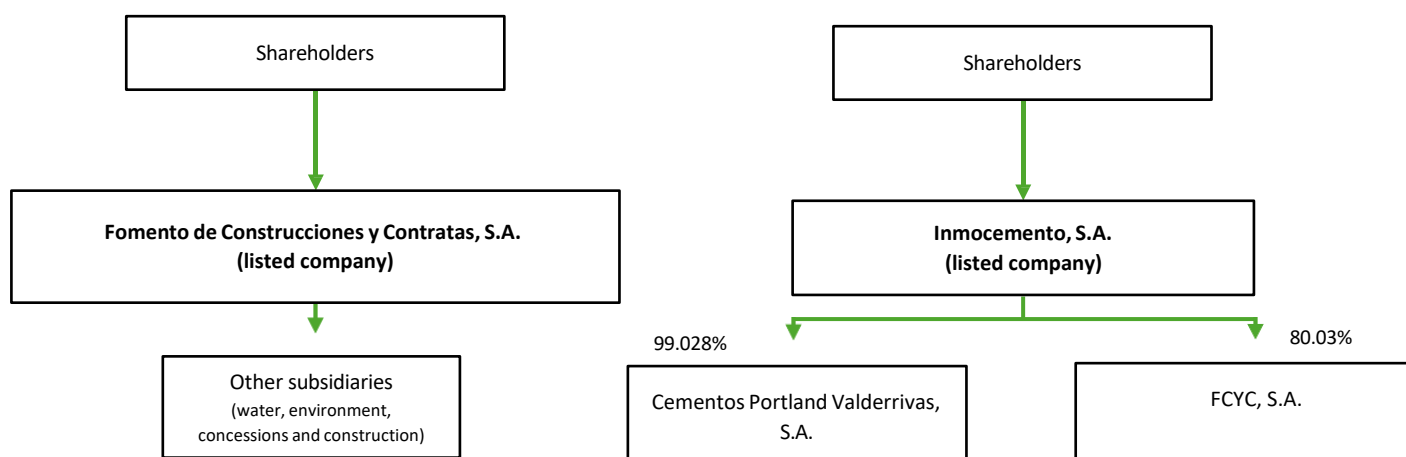 Shareholders
Fomento de Construcciones y Contratas, S.A.
(listed company)
Other subsidiaries
(water, environment,
concessions and construction)
Shareholders
Inmocemento, S.A.
(listed company)
99.028%
80.03%
Cementos Portland Valderrivas,
S.A.
FCYC, S.A.